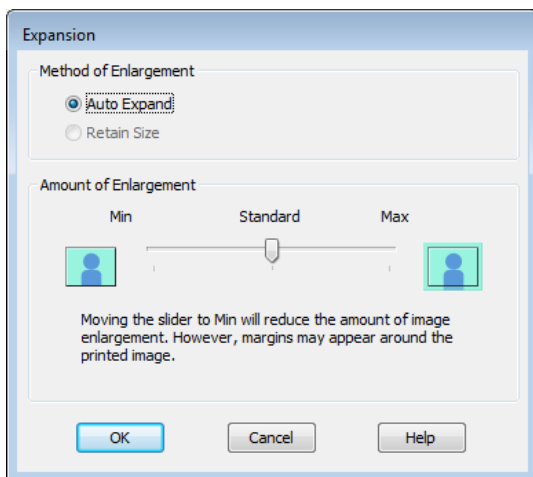 Expansion
Method of Enlargement
Auto Expand
Retain Size
Amount of Enlargement
Min Standard Max
Moving the slider to Min will reduce the amount of image
enlargement. However, margins may appear around the
printed image.
OK Cancel Help